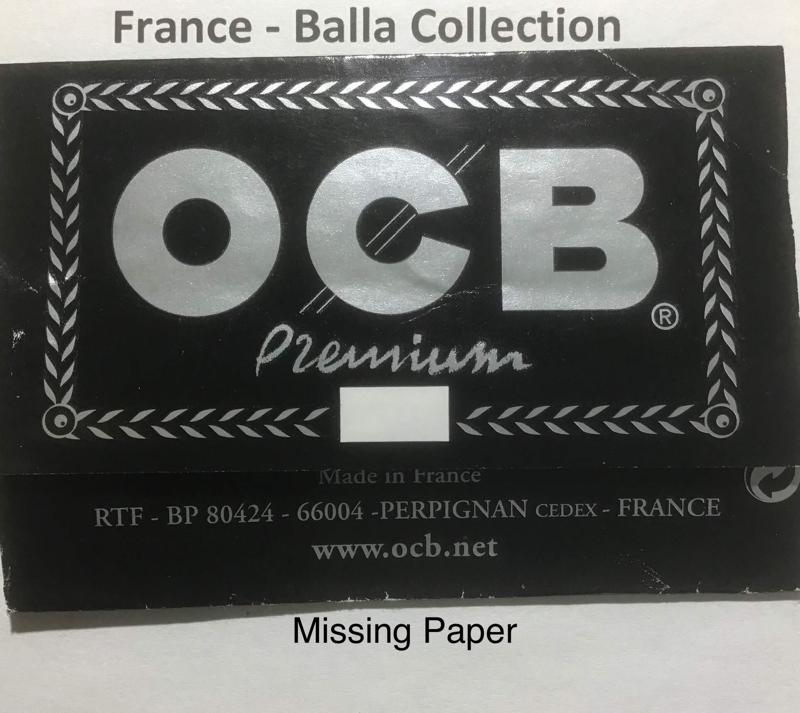 France - Balla Collection
OCB
®
Premium
Made in France
RTF - BP 80424 - 66004 -PERPIGNAN CEDEX - FRANCE
www.ocb.net
Missing Paper